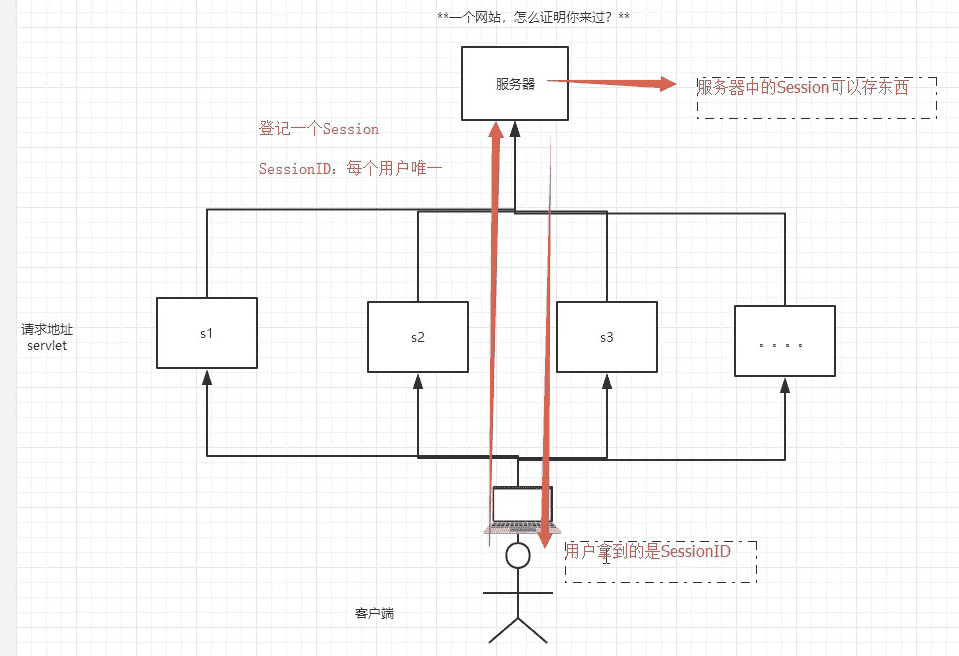 **一个网站，怎么证明你来过？**
服务器
服务器中的Session可以存东西
登记一个Session
SessionID：每个用户唯一
请求地址
servlet
s1
s2
s3
。。。。
用户拿到的是SessionID
客户端